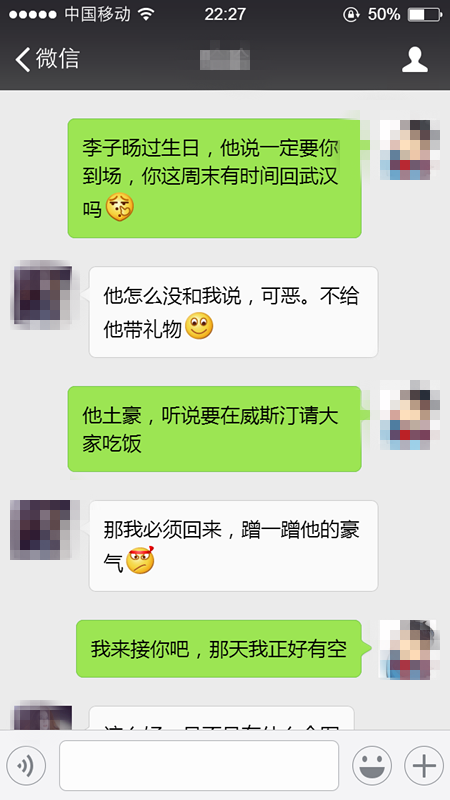 中国移动
22:27
50%
微信
李子旸过生日，他说一定要你
到场，你这周末有时间回武汉
吗
他怎么没和我说，可恶。不给
他带礼物
他土豪，听说要在威斯汀请大
家吃饭
那我必须回来，蹭一蹭他的豪
气
我来接你吧，那天我正好有空